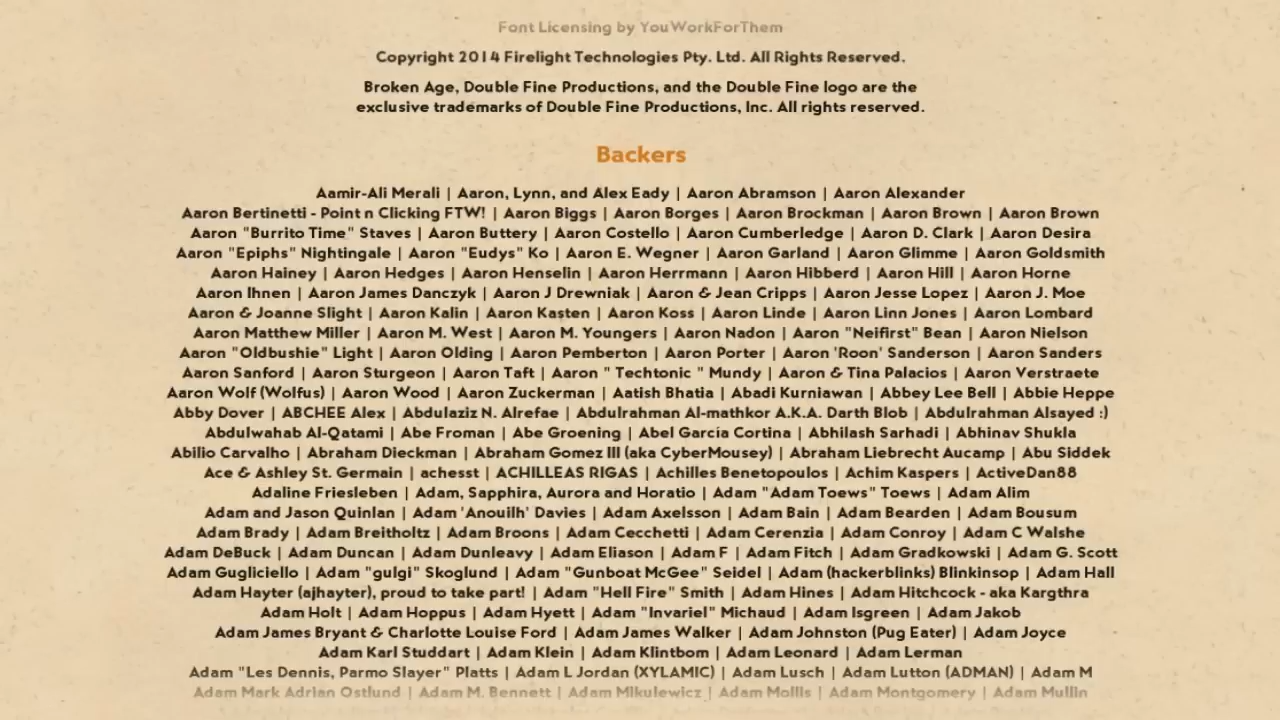 Font Licensing by YouWorkForThem
Copyright 2014 Firelight Technologies Pty. Ltd. All Rights Reserved.
Broken Age, Double Fine Productions, and the Double Fine logo are the
exclusive trademarks of Double Fine Productions, Inc. All rights reserved.
Backers
Aamir-Ali Merali | Aaron, Lynn, and Alex Eady | Aaron Abramson | Aaron Alexander
Aaron Bertinetti - Point n Clicking FTW! | Aaron Biggs | Aaron Borges | Aaron Brockman | Aaron Brown | Aaron Brown
Aaron "Burrito Time" Staves | Aaron Buttery | Aaron Costello | Aaron Cumberledge | Aaron D. Clark | Aaron Desira
Aaron "Epiphs" Nightingale | Aaron "Eudys" Ko | Aaron E. Wegner | Aaron Garland | Aaron Glimme | Aaron Goldsmith
Aaron Hainey | Aaron Hedges | Aaron Henselin | Aaron Herrmann | Aaron Hibberd | Aaron Hill | Aaron Horne
Aaron Ihnen | Aaron James Danczyk | Aaron J Drewniak | Aaron & Jean Cripps | Aaron Jesse Lopez | Aaron J. Moe
Aaron & Joanne Slight | Aaron Kalin | Aaron Kasten | Aaron Koss | Aaron Linde | Aaron Linn Jones | Aaron Lombard
Aaron Matthew Miller | Aaron M. West | Aaron M. Youngers | Aaron Nadon | Aaron "Neifirst" Bean | Aaron Nielson
Aaron "Oldbushie" Light | Aaron Olding | Aaron Pemberton | Aaron Porter | Aaron 'Roon' Sanderson | Aaron Sanders
Aaron Sanford | Aaron Sturgeon | Aaron Taft | Aaron " Techtonic " Mundy | Aaron & Tina Palacios | Aaron Verstraete
Aaron Wolf (Wolfus) | Aaron Wood | Aaron Zuckerman | Aatish Bhatia | Abadi Kurniawan | Abbey Lee Bell | Abbie Heppe
Abby Dover | ABCHEE Alex | Abdulaziz N. Alrefae | Abdulrahman Al-mathkor A.K.A. Darth Blob | Abdulrahman Alsayed :)
Abdulwahab Al-Qatami | Abe Froman | Abe Groening | Abel García Cortina | Abhilash Sarhadi | Abhinav Shukla
Abilio Carvalho | Abraham Dieckman | Abraham Gomez III (aka CyberMousey) | Abraham Liebrecht Aucamp | Abu Siddek
Ace & Ashley St. Germain | achesst | ACHILLEAS RIGAS | Achilles Benetopoulos | Achim Kaspers | ActiveDan88
Adaline Friesleben | Adam, Sapphira, Aurora and Horatio | Adam "Adam Toews" Toews | Adam Alim
Adam and Jason Quinlan | Adam 'Anouilh' Davies | Adam Axelsson | Adam Bain | Adam Bearden | Adam Bousum
Adam Brady | Adam Breitholtz | Adam Broons | Adam Cecchetti | Adam Cerenzia | Adam Conroy | Adam C Walshe
Adam DeBuck | Adam Duncan | Adam Dunleavy | Adam Eliason | Adam F | Adam Fitch | Adam Gradkowski | Adam G. Scott
Adam Gugliciello | Adam "gulgi" Skoglund | Adam "Gunboat McGee" Seidel | Adam (hackerblinks) Blinkinsop | Adam Hall
Adam Hayter (ajhayter), proud to take part! | Adam "Hell Fire" Smith | Adam Hines | Adam Hitchcock - aka Kargthra
Adam Holt | Adam Hoppus | Adam Hyett | Adam "Invariel" Michaud | Adam Isgreen | Adam Jakob
Adam James Bryant & Charlotte Louise Ford | Adam James Walker | Adam Johnston (Pug Eater) | Adam Joyce
Adam Karl Studdart | Adam Klein | Adam Klintbom | Adam Leonard | Adam Lerman
Adam "Les Dennis, Parmo Slayer" Platts | Adam L Jordan (XYLAMIC) | Adam Lusch | Adam Lutton (ADMAN) | Adam M
Adam Mark Adrian Ostlund | Adam M. Bennett | Adam Mikulewicz | Adam Mollis | Adam Montgomery | Adam Mullin